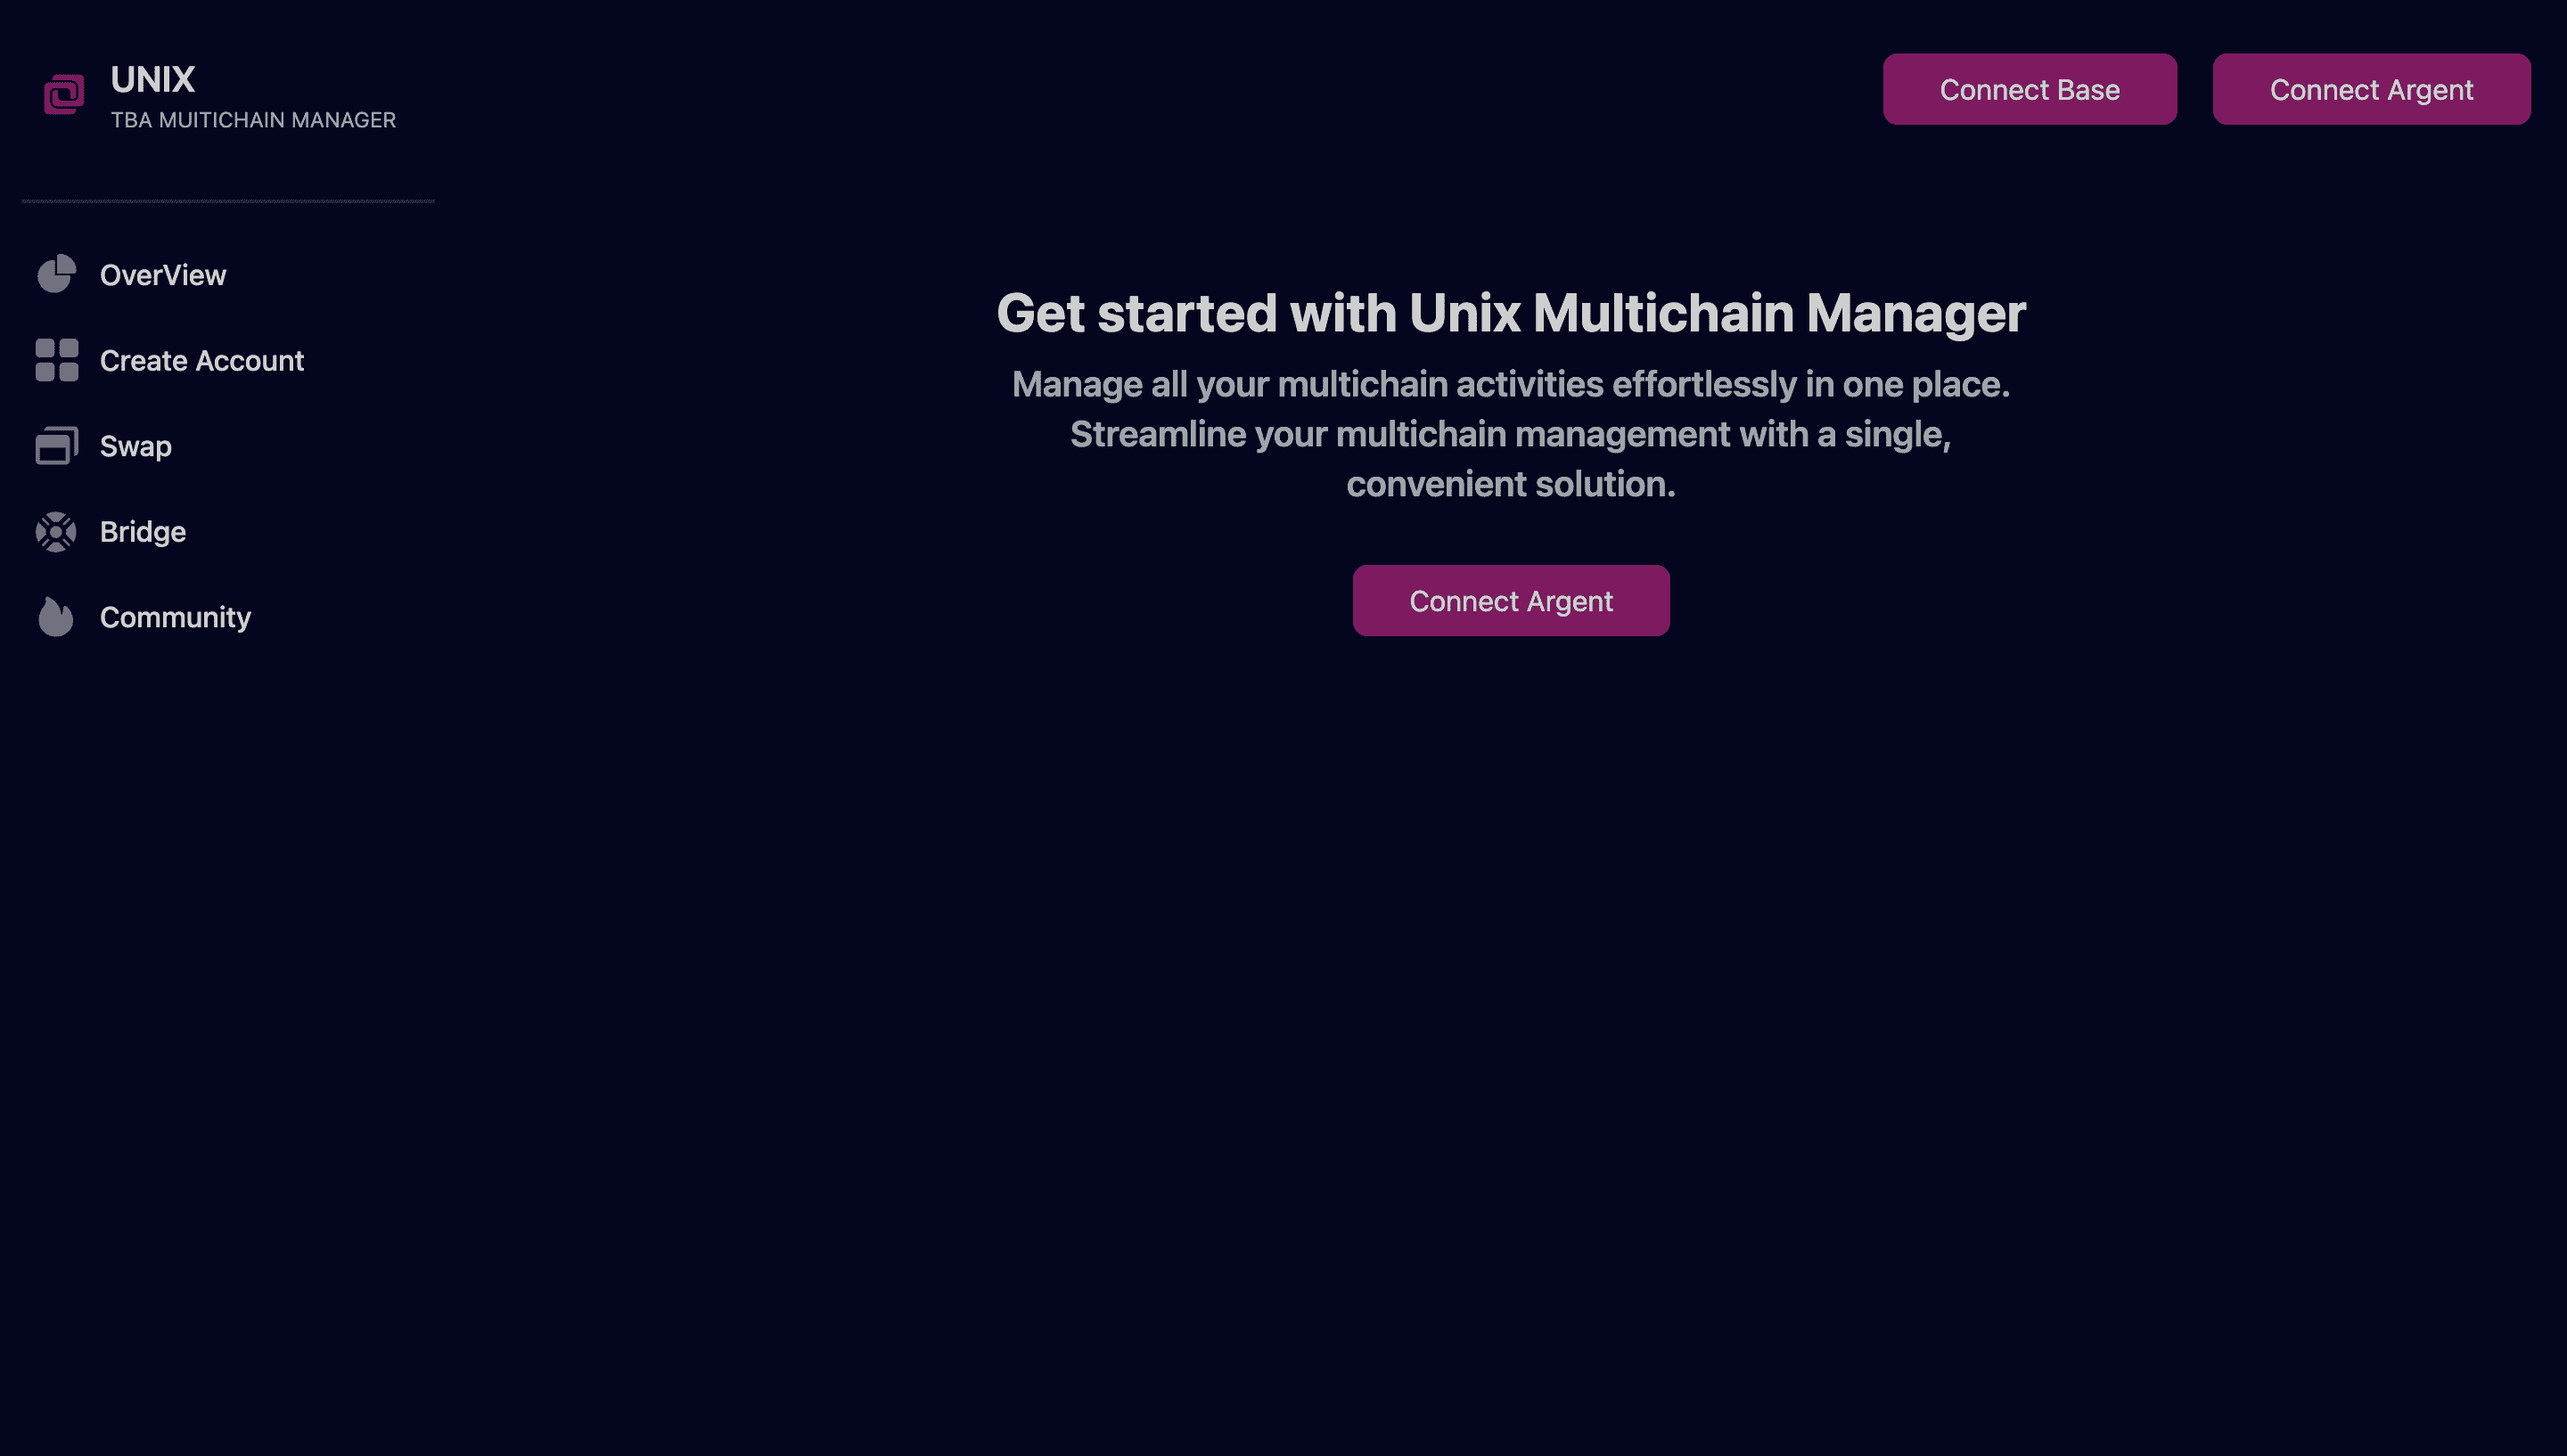 UNIX
TBA MUITICHAIN MANAGER
Connect Base
Connect Argent
OverView
Create Account
Swap
Bridge
Community
Get started with Unix Multichain Manager
Manage all your multichain activities effortlessly in one place.
Streamline your multichain management with a single,
convenient solution.
Connect Argent